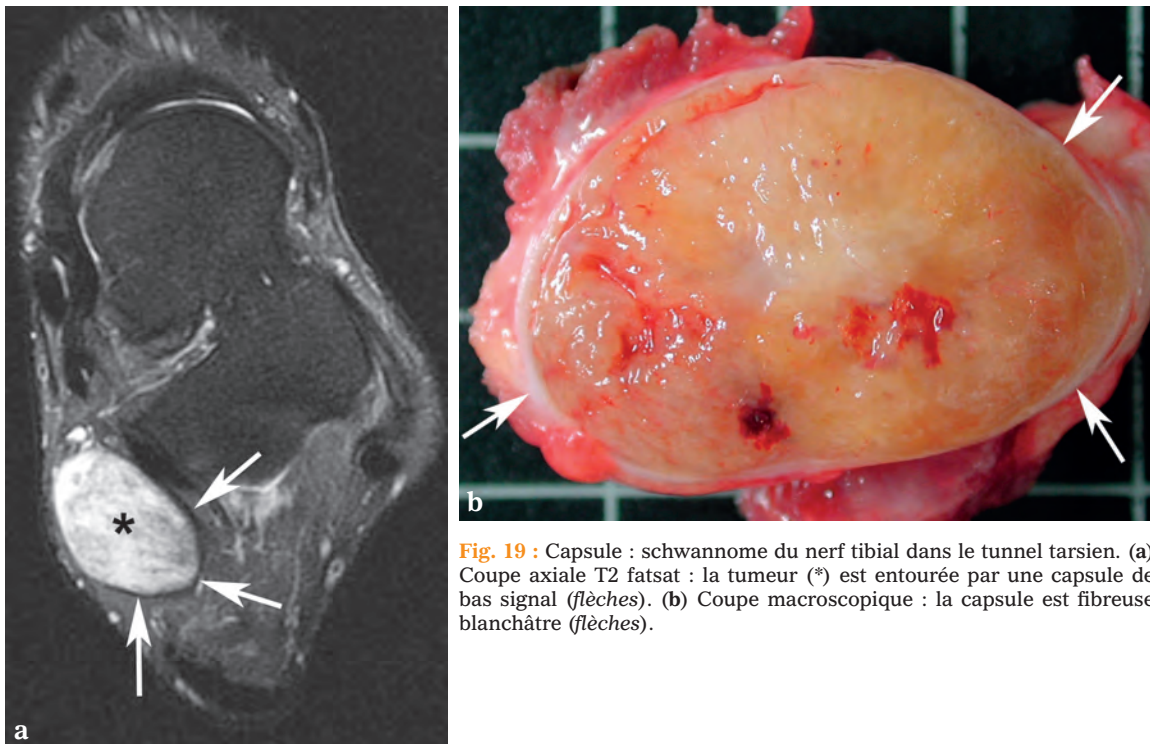 *
a
b
Fig. 19 : Capsule : schwannome du nerf tibial dans le tunnel tarsien. (a)
Coupe axiale T2 fatsat : la tumeur (*) est entourée par une capsule de
bas signal (flèches). (b) Coupe macroscopique : la capsule est fibreuse
blanchâtre (flèches).